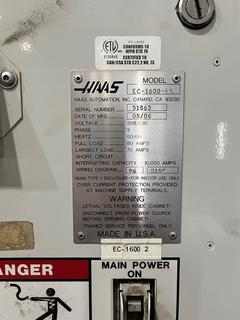 ETL LISTED
CONFORMS TO
NFPA STD 79
CERTIFIED TO
CAN/CSA STD C22.2 NO. 73
HAAS
MODEL
HAAS AUTOMATION, INC. OXNARD, CA 93030
SERIAL NUMBER 51863
DATE OF MFG 08/06
VOLTAGE 208/230
PHASE 3
HERTZ 50/60
FULL LOAD 80 AMPS
LARGEST LOAD 70 AMPS
SHORT CIRCUIT
INTERRUPTING CAPACITY 10,000 AMPS
WIRING DIAGRAM 96
NEMA TYPE 1 ENCLOSURE FOR INDOOR USE ONLY
OVER CURRENT PROTECTION PROVIDED
AT MACHINE SUPPLY TERMINALS
WARNING
LETHAL VOLTAGES INSIDE CABINET!
DISCONNECT FROM POWER SOURCE
BEFORE OPENING CABINET.
TRAINED SERVICE PERSONNEL ONLY!
MADE IN U.S.A.
EC-1600 2
ANGER
MAIN POWER
ON